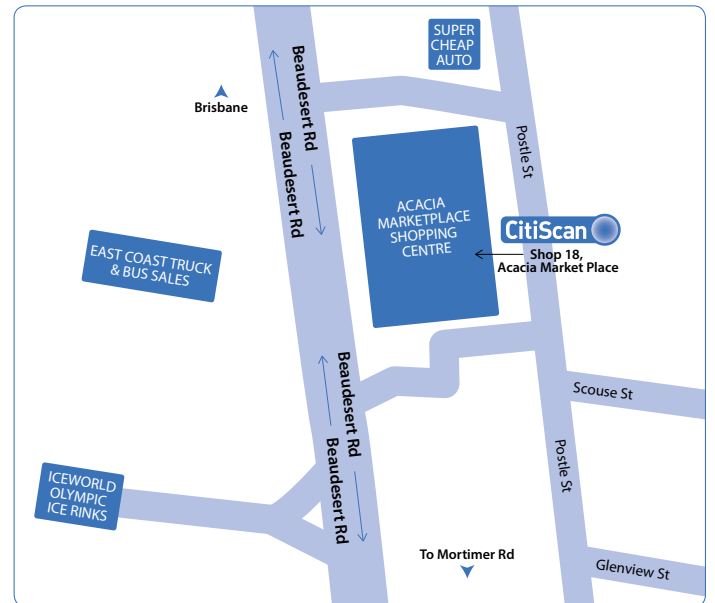 SUPER
CHEAP
AUTO
Beaudesert Rd
Beaudesert Rd
Brisbane
Postle St
ACACIA
MARKETPLACE
SHOPPING
CENTRE
CitiScan
Shop 18,
Acacia Market Place
EAST COAST TRUCK
& BUS SALES
Beaudesert Rd
Beaudesert Rd
Scouse St
Postle St
ICEWORLD
OLYMPIC
ICE RINKS
To Mortimer Rd
Glenview St